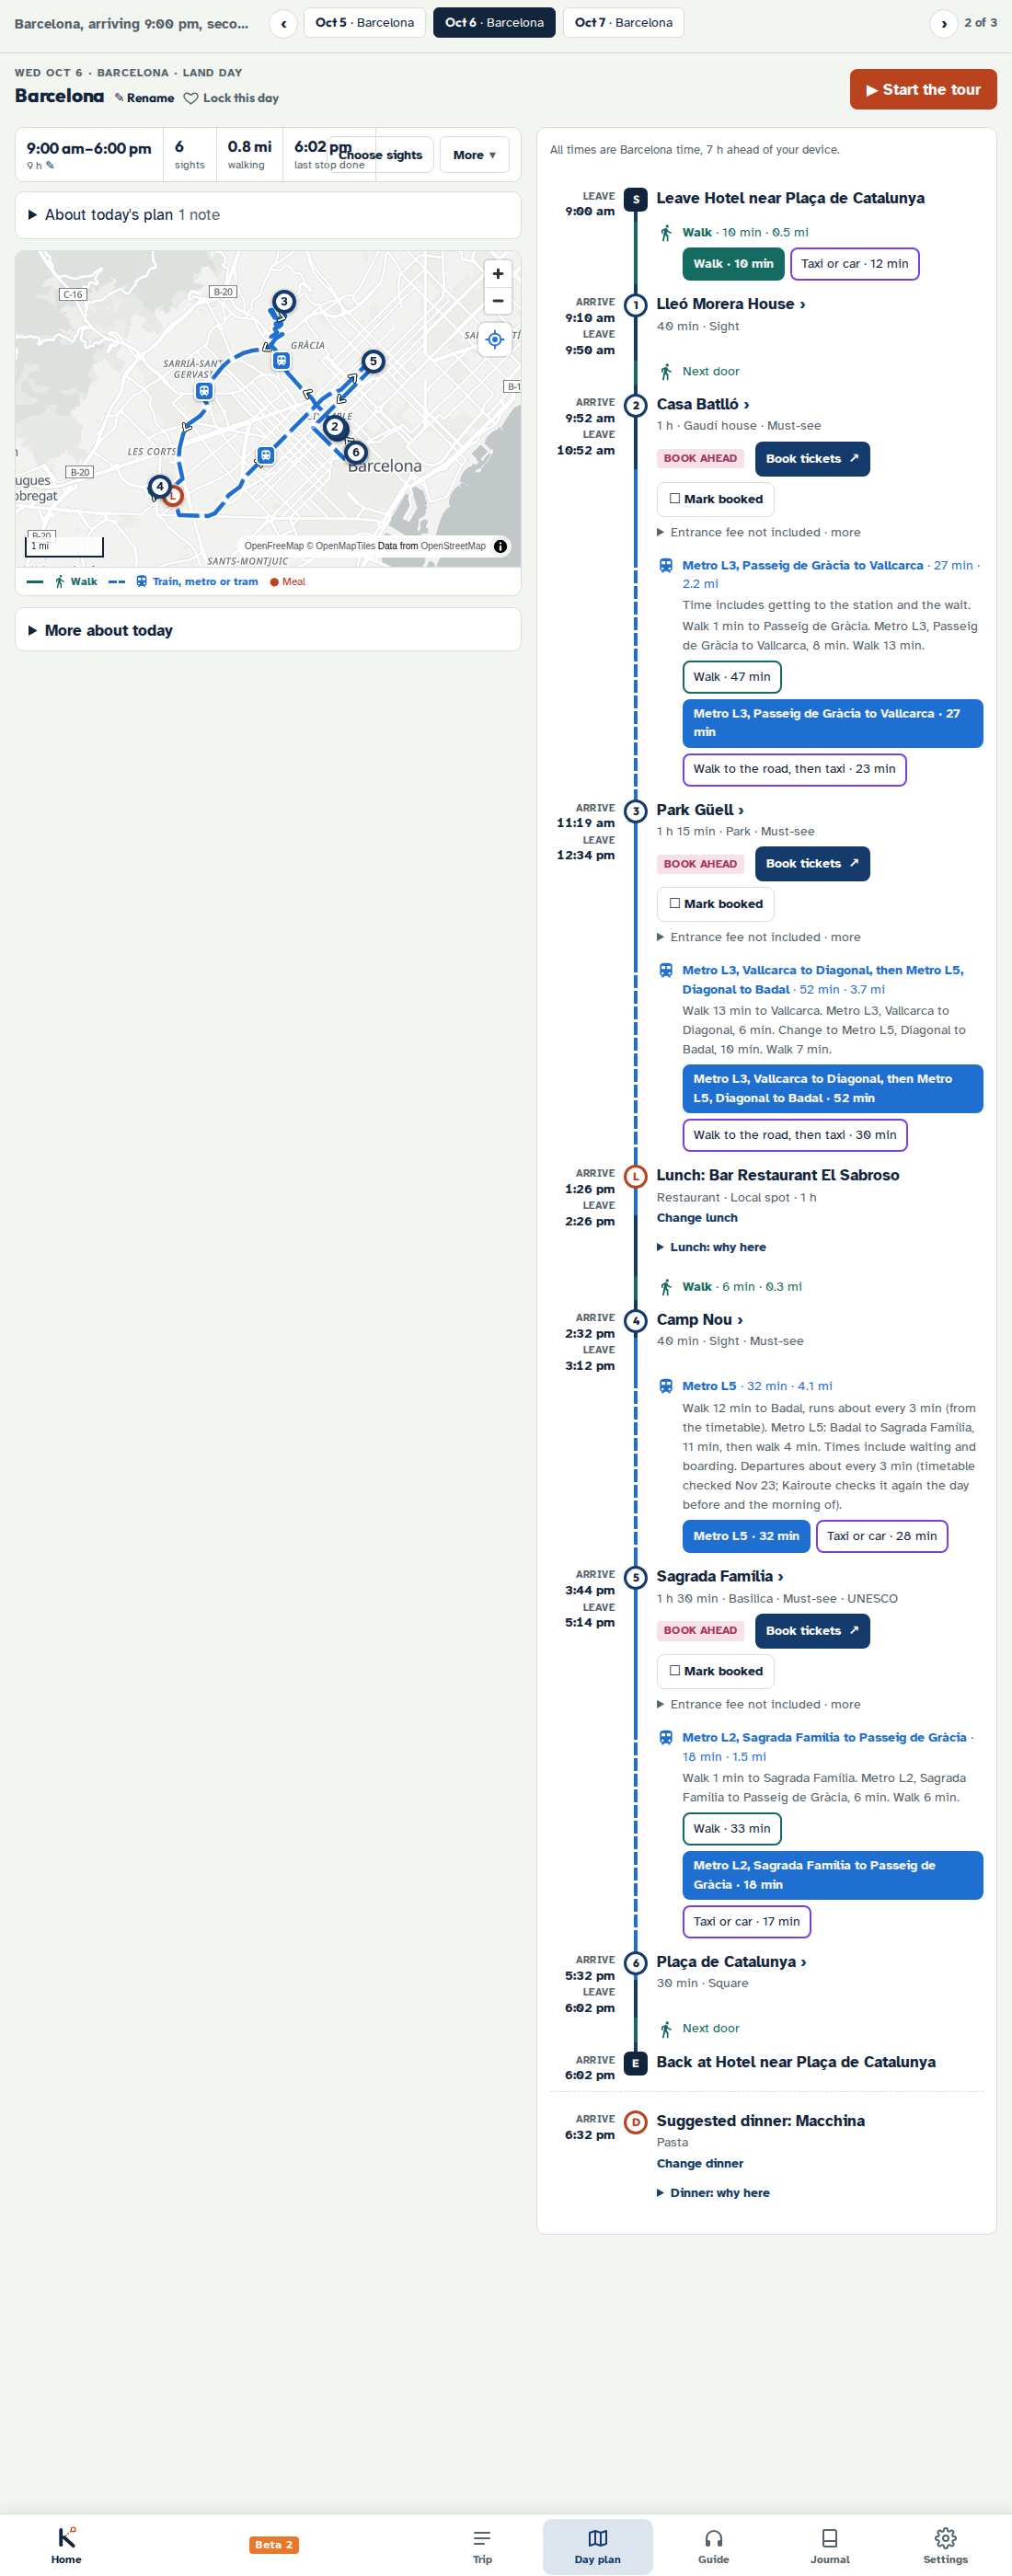 Barcelona, arriving 9:00 pm, seco...
‹
Oct 5 · Barcelona
Oct 6 · Barcelona
Oct 7 · Barcelona
›
2 of 3
WED OCT 6 · BARCELONA · LAND DAY
Barcelona
✎ Rename
Lock this day
▶ Start the tour
9:00 am–6:00 pm
9 h ✎
6
sights
0.8 mi
walking
6:02 pm
last stop done
Choose sights
More ▾
▶ About today's plan 1 note
C-16
B-20
3
GRÀCIA
SARRIÀ-SANT
GERVAS
5
B-1
2
6
LES CORTS
Barcelona
B-20
4
L
B-20
1 mi
SANTS-MONTJUÏC
+
−
OpenFreeMap © OpenMapTiles Data from OpenStreetMap
Walk
Train, metro or tram
Meal
▶ More about today
All times are Barcelona time, 7 h ahead of your device.
LEAVE
9:00 am
S
Leave Hotel near Plaça de Catalunya
Walk · 10 min · 0.5 mi
Walk · 10 min
Taxi or car · 12 min
ARRIVE
9:10 am
LEAVE
9:50 am
1
Lleó Morera House ›
40 min · Sight
Next door
ARRIVE
9:52 am
LEAVE
10:52 am
2
Casa Batlló ›
1 h · Gaudí house · Must-see
BOOK AHEAD
Book tickets ↗
☐ Mark booked
▶ Entrance fee not included · more
Metro L3, Passeig de Gràcia to Vallcarca · 27 min ·
2.2 mi
Time includes getting to the station and the wait.
Walk 1 min to Passeig de Gràcia. Metro L3, Passeig
de Gràcia to Vallcarca, 8 min. Walk 13 min.
Walk · 47 min
Metro L3, Passeig de Gràcia to Vallcarca · 27
min
Walk to the road, then taxi · 23 min
ARRIVE
11:19 am
LEAVE
12:34 pm
3
Park Güell ›
1 h 15 min · Park · Must-see
BOOK AHEAD
Book tickets ↗
☐ Mark booked
▶ Entrance fee not included · more
Metro L3, Vallcarca to Diagonal, then Metro L5,
Diagonal to Badal · 52 min · 3.7 mi
Walk 13 min to Vallcarca. Metro L3, Vallcarca to
Diagonal, 6 min. Change to Metro L5, Diagonal to
Badal, 10 min. Walk 7 min.
Metro L3, Vallcarca to Diagonal, then Metro
L5, Diagonal to Badal · 52 min
Walk to the road, then taxi · 30 min
ARRIVE
1:26 pm
LEAVE
2:26 pm
L
Lunch: Bar Restaurant El Sabroso
Restaurant · Local spot · 1 h
Change lunch
▶ Lunch: why here
Walk · 6 min · 0.3 mi
ARRIVE
2:32 pm
LEAVE
3:12 pm
4
Camp Nou ›
40 min · Sight · Must-see
Metro L5 · 32 min · 4.1 mi
Walk 12 min to Badal, runs about every 3 min (from
the timetable). Metro L5: Badal to Sagrada Família,
11 min, then walk 4 min. Times include waiting and
boarding. Departures about every 3 min (timetable
checked Nov 23; Kairoute checks it again the day
before and the morning of).
Metro L5 · 32 min
Taxi or car · 28 min
ARRIVE
3:44 pm
LEAVE
5:14 pm
5
Sagrada Família ›
1 h 30 min · Basilica · Must-see · UNESCO
BOOK AHEAD
Book tickets ↗
☐ Mark booked
▶ Entrance fee not included · more
Metro L2, Sagrada Família to Passeig de Gràcia ·
18 min · 1.5 mi
Walk 1 min to Sagrada Família. Metro L2, Sagrada
Família to Passeig de Gràcia, 6 min. Walk 6 min.
Walk · 33 min
Metro L2, Sagrada Família to Passeig de
Gràcia · 18 min
Taxi or car · 17 min
ARRIVE
5:32 pm
LEAVE
6:02 pm
6
Plaça de Catalunya ›
30 min · Square
Next door
ARRIVE
6:02 pm
E
Back at Hotel near Plaça de Catalunya
ARRIVE
6:32 pm
D
Suggested dinner: Macchina
Pasta
Change dinner
▶ Dinner: why here
Home
Beta 2
Trip
Day plan
Guide
Journal
Settings